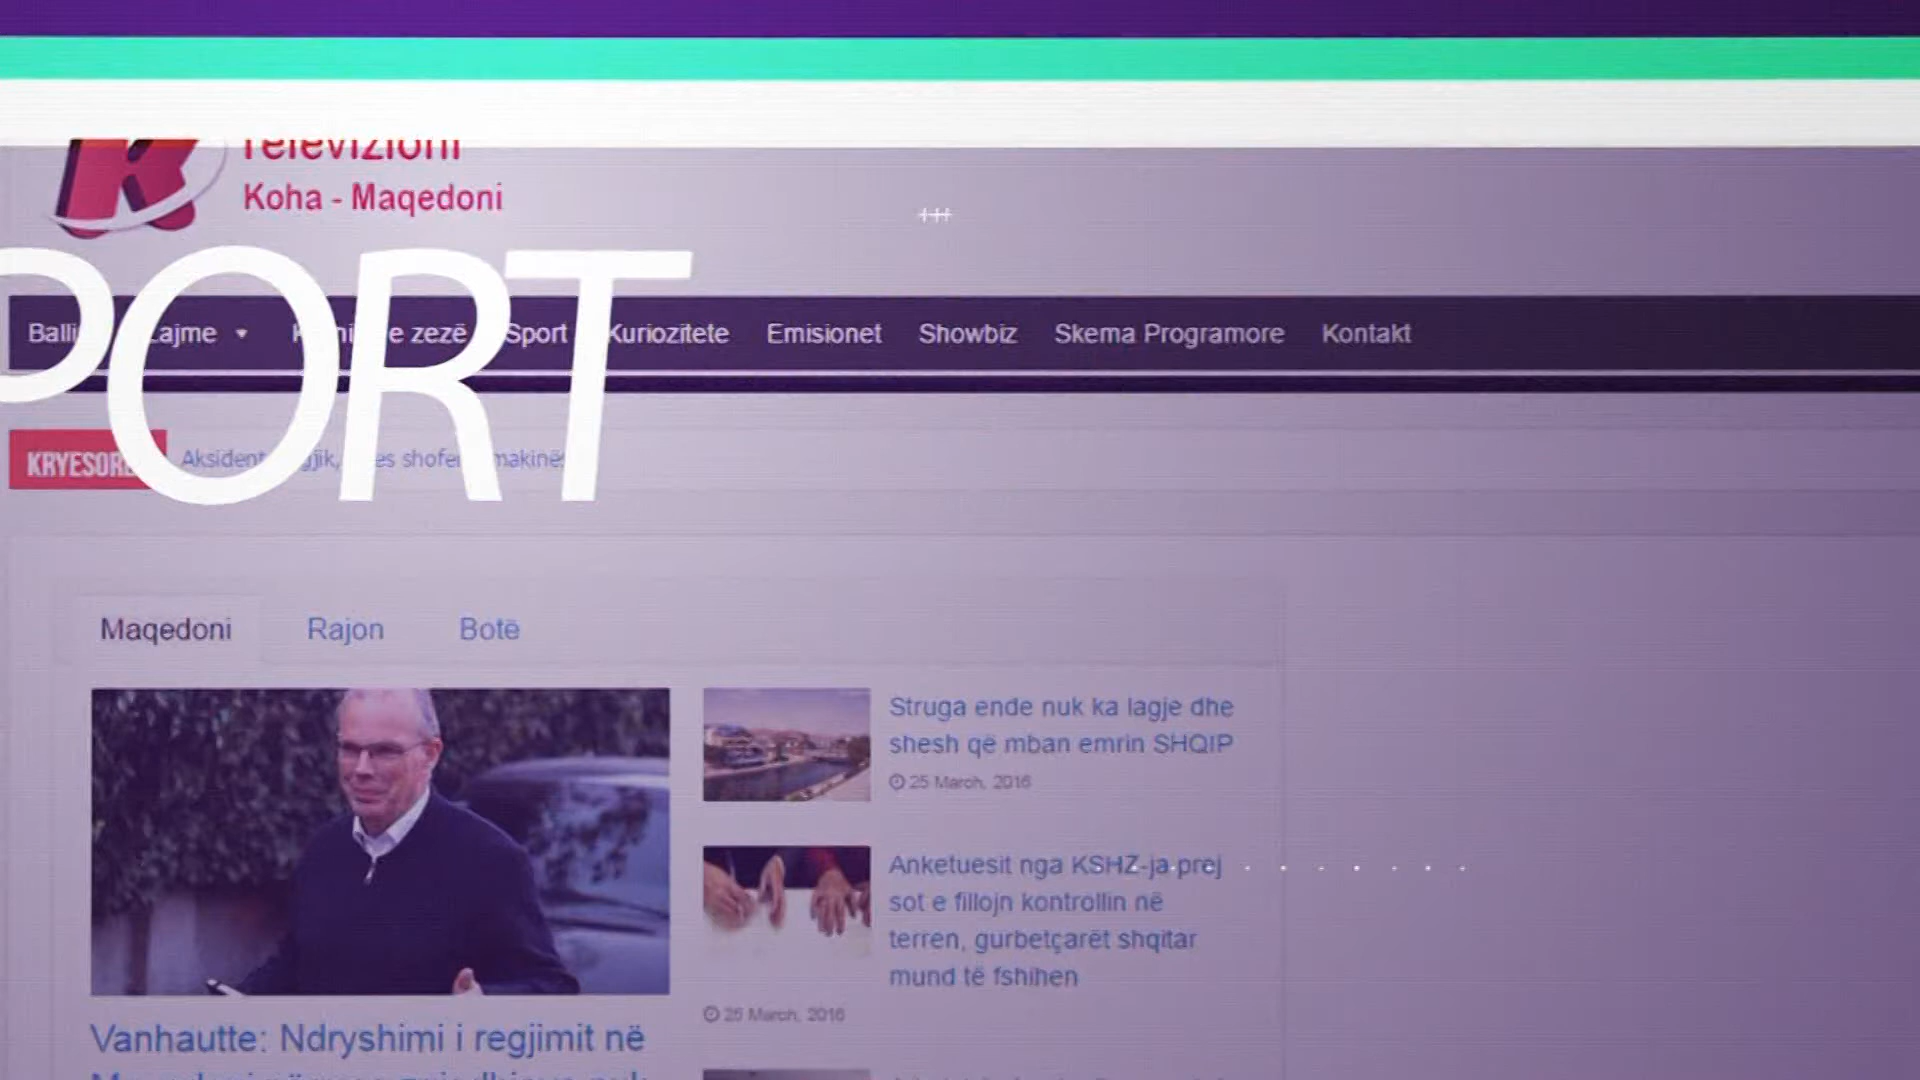 Televizioni
Koha - Maqedoni
PORT
Zajme
e zezë
Sport
Kuriozitete
Emisionet
Showbiz
Skema Programore
Kontakt
Maqedoni
Rajon
Botë
Struga ende nuk ka lagje dhe
shesh që mban emrin SHQIP
25 March, 2016
Anketuesit nga KSHZ-ja prej
sot e fillojn kontrollin në
terren, gurbetçarët shqitar
mund të fshihen
25 March, 2016
Vanhautte: Ndryshimi i regjimit në